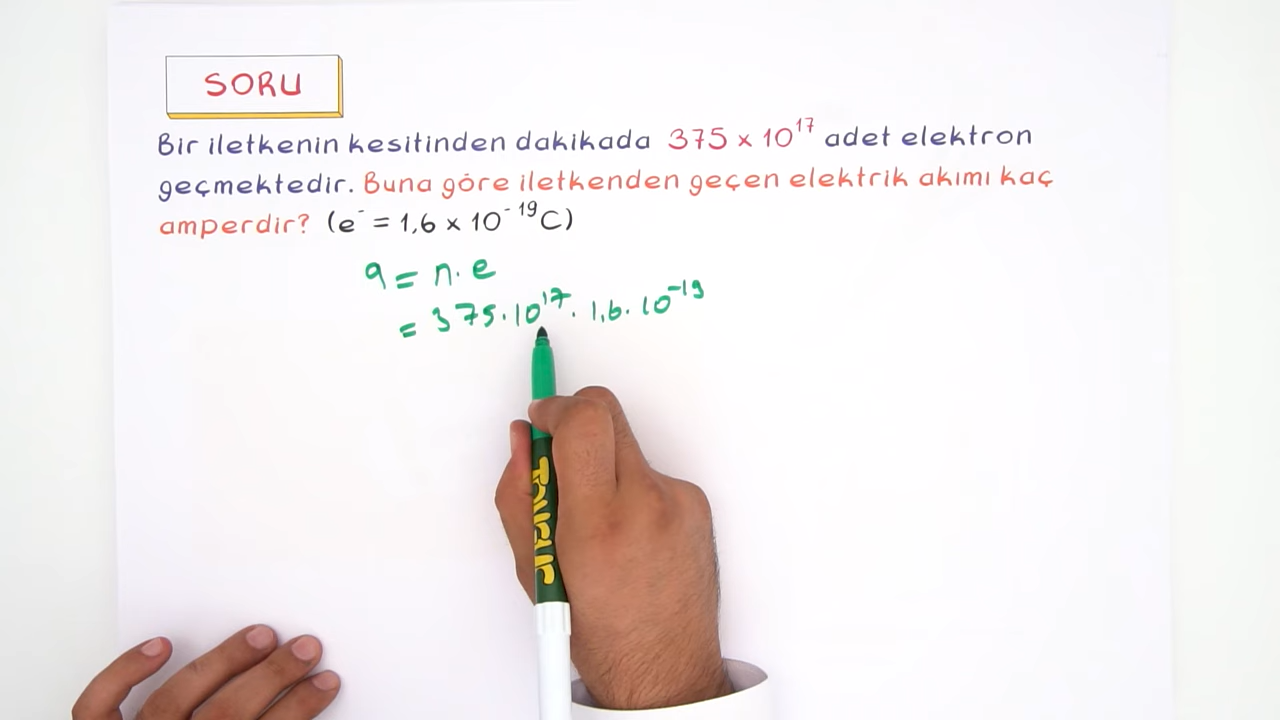 SORU
Bir iletkenin kesitinden dakikada 375 x 10¹⁷ adet elektron
geçmektedir. Buna göre iletkenden geçen elektrik akımı kaç
amperdir? (e⁻ = 1,6 x 10⁻¹⁹C)
q = n.e
= 375.10¹⁷.1,6.10⁻¹⁹